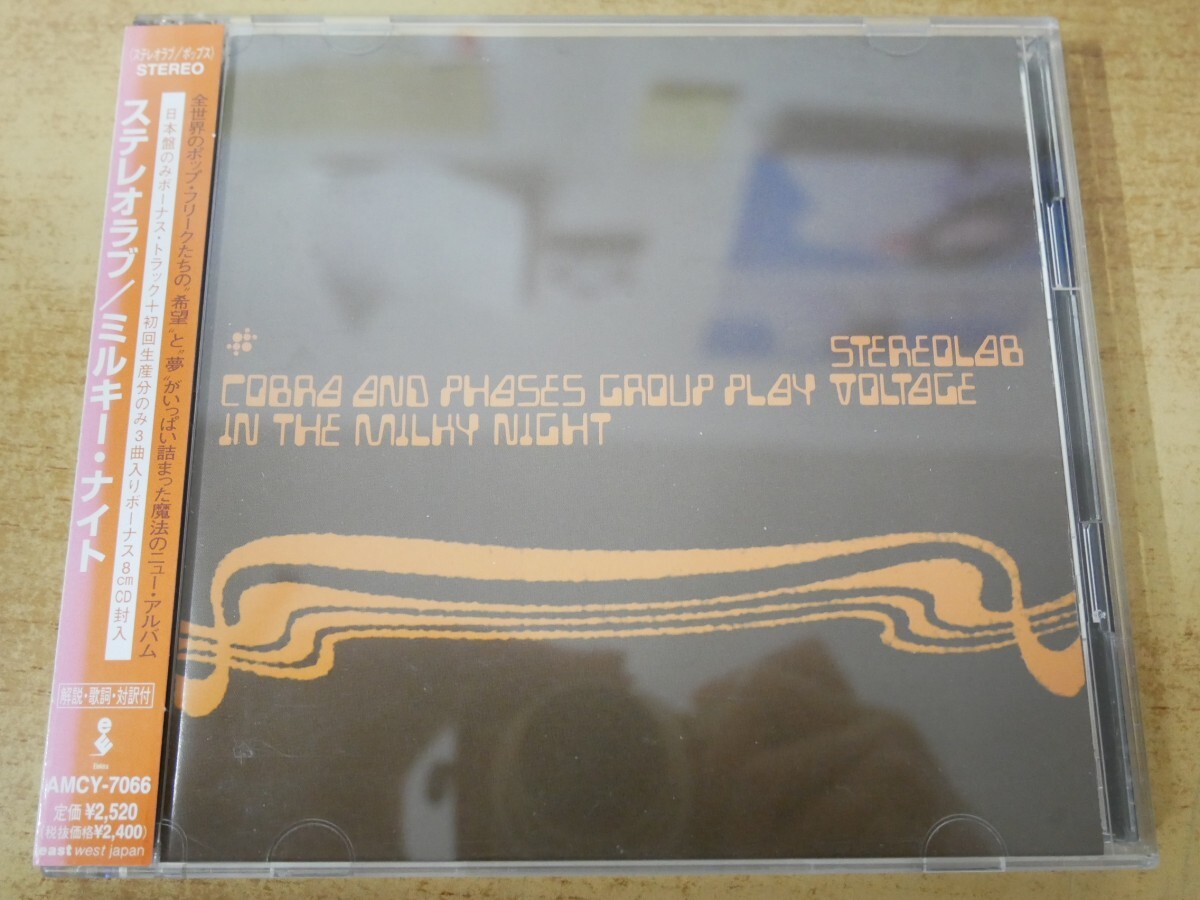 (ステレオラブ/ポップス)
STEREO
全世界のポップ・フリークたちの"希望"と"夢"がいっぱい詰まった魔法のニュー・アルバム
日本盤のみボーナス・トラック+初回生産分のみ3曲入りボーナス8cmCD封入
ステレオラブ/ミルキー・ナイト
解説・歌詞・対訳付
AMCY-7066
定価¥2,520
(税抜価格¥2,400)
east west japan
STEREOLAB
COBRA AND PHASES GROUP PLAY VOLTAGE
IN THE MILKY NIGHT